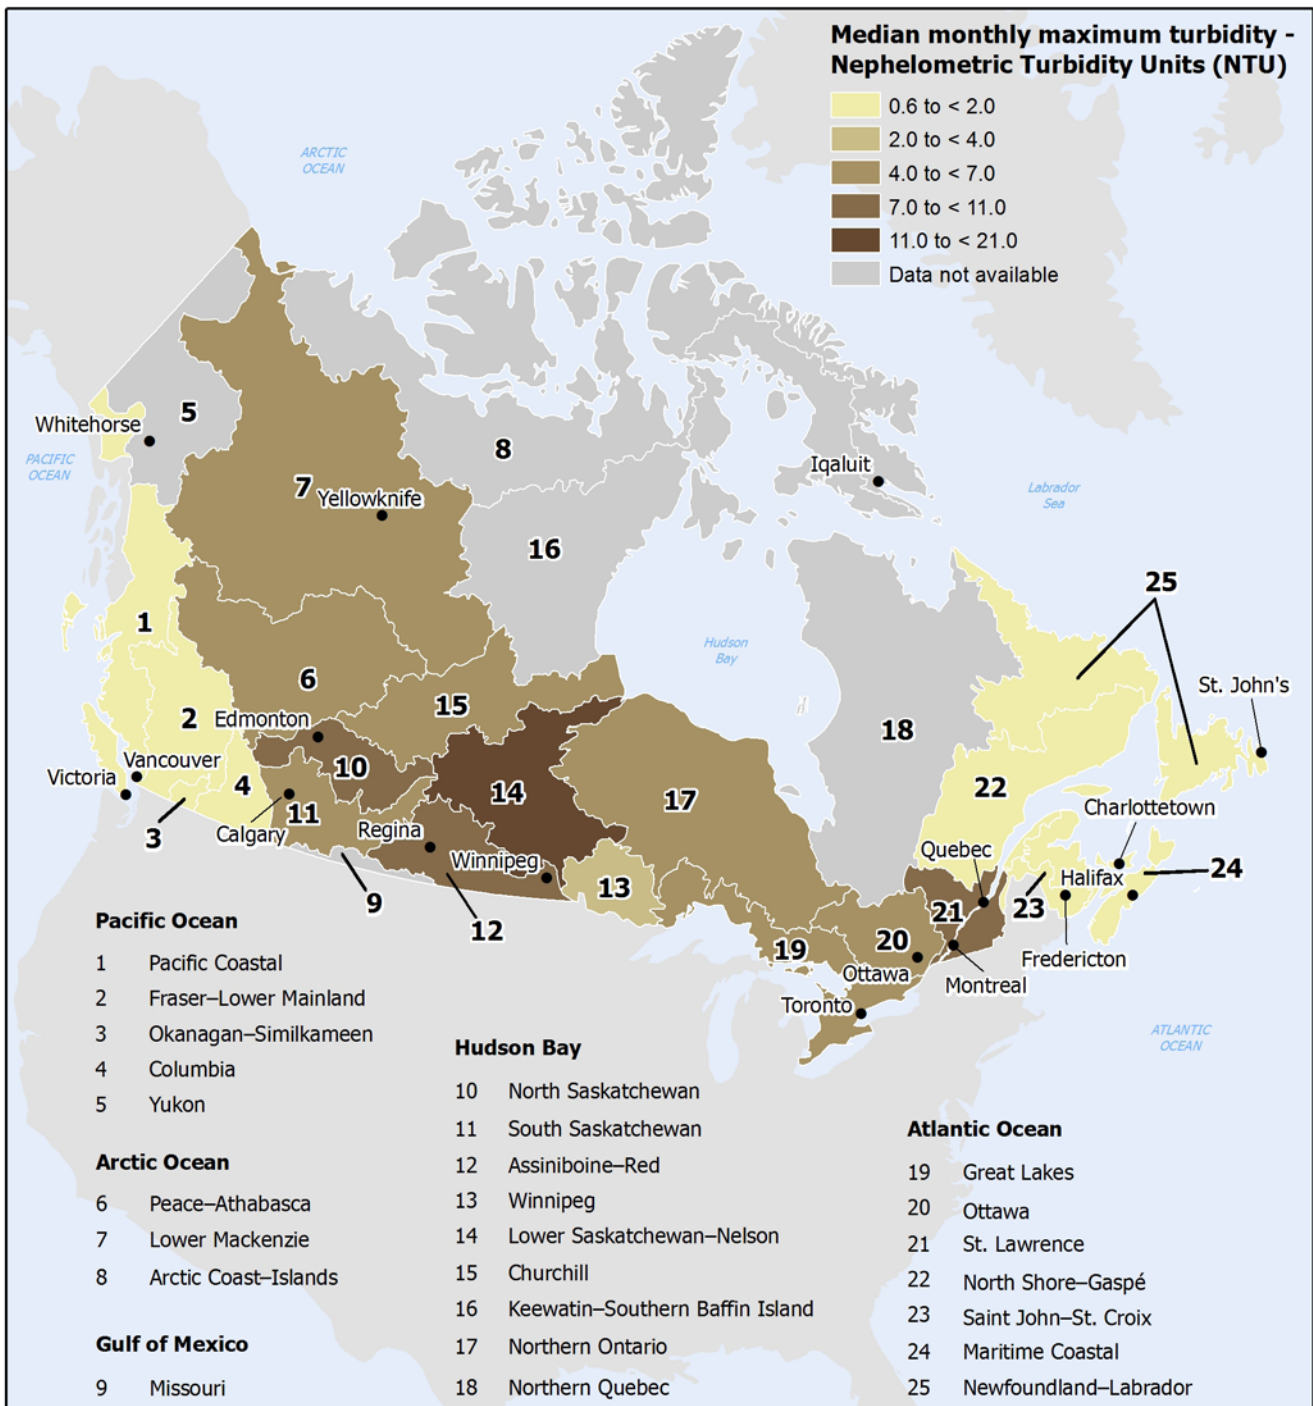 Median monthly maximum turbidity -
Nephelometric Turbidity Units (NTU)
0.6 to < 2.0
2.0 to < 4.0
4.0 to < 7.0
7.0 to < 11.0
11.0 to < 21.0
Data not available
ARCTIC
OCEAN
5
Whitehorse
PACIFIC
OCEAN
8
Iqaluit
7
Yellowknife
Labrador
Sea
16
25
1
Hudson
Bay
6
15
St. John's
2
Edmonton
18
Vancouver
10
Victoria
4
14
17
22
Charlottetown
3
Calgary
11
Regina
Quebec
Winnipeg
13
Halifax
24
9
12
21
23
20
19
Fredericton
Ottawa
Montreal
Toronto
ATLANTIC
OCEAN
Pacific Ocean
1 Pacific Coastal
2 Fraser–Lower Mainland
3 Okanagan–Similkameen
4 Columbia
5 Yukon
Arctic Ocean
6 Peace–Athabasca
7 Lower Mackenzie
8 Arctic Coast–Islands
Gulf of Mexico
9 Missouri
Hudson Bay
10 North Saskatchewan
11 South Saskatchewan
12 Assiniboine–Red
13 Winnipeg
14 Lower Saskatchewan–Nelson
15 Churchill
16 Keewatin–Southern Baffin Island
17 Northern Ontario
18 Northern Quebec
Atlantic Ocean
19 Great Lakes
20 Ottawa
21 St. Lawrence
22 North Shore–Gaspé
23 Saint John–St. Croix
24 Maritime Coastal
25 Newfoundland–Labrador